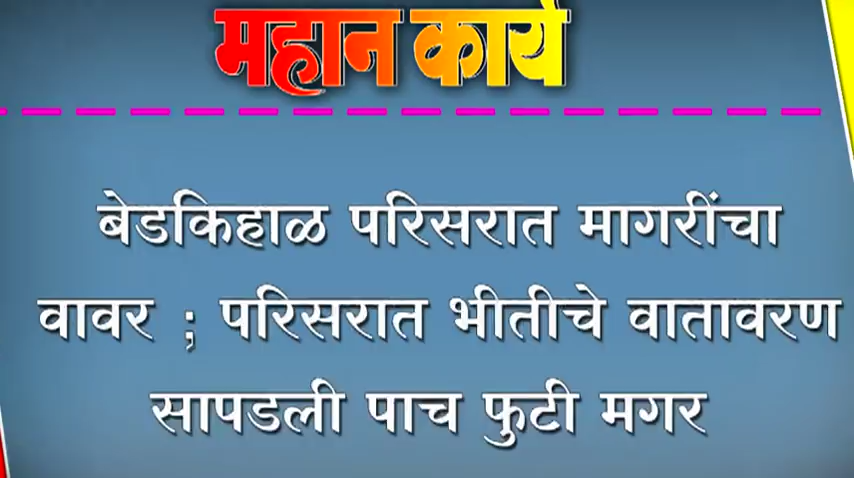 महान कार्य
बेडकिहाळ परिसरात मागरींचा
वावर ; परिसरात भीतीचे वातावरण
सापडली पाच फुटी मगर